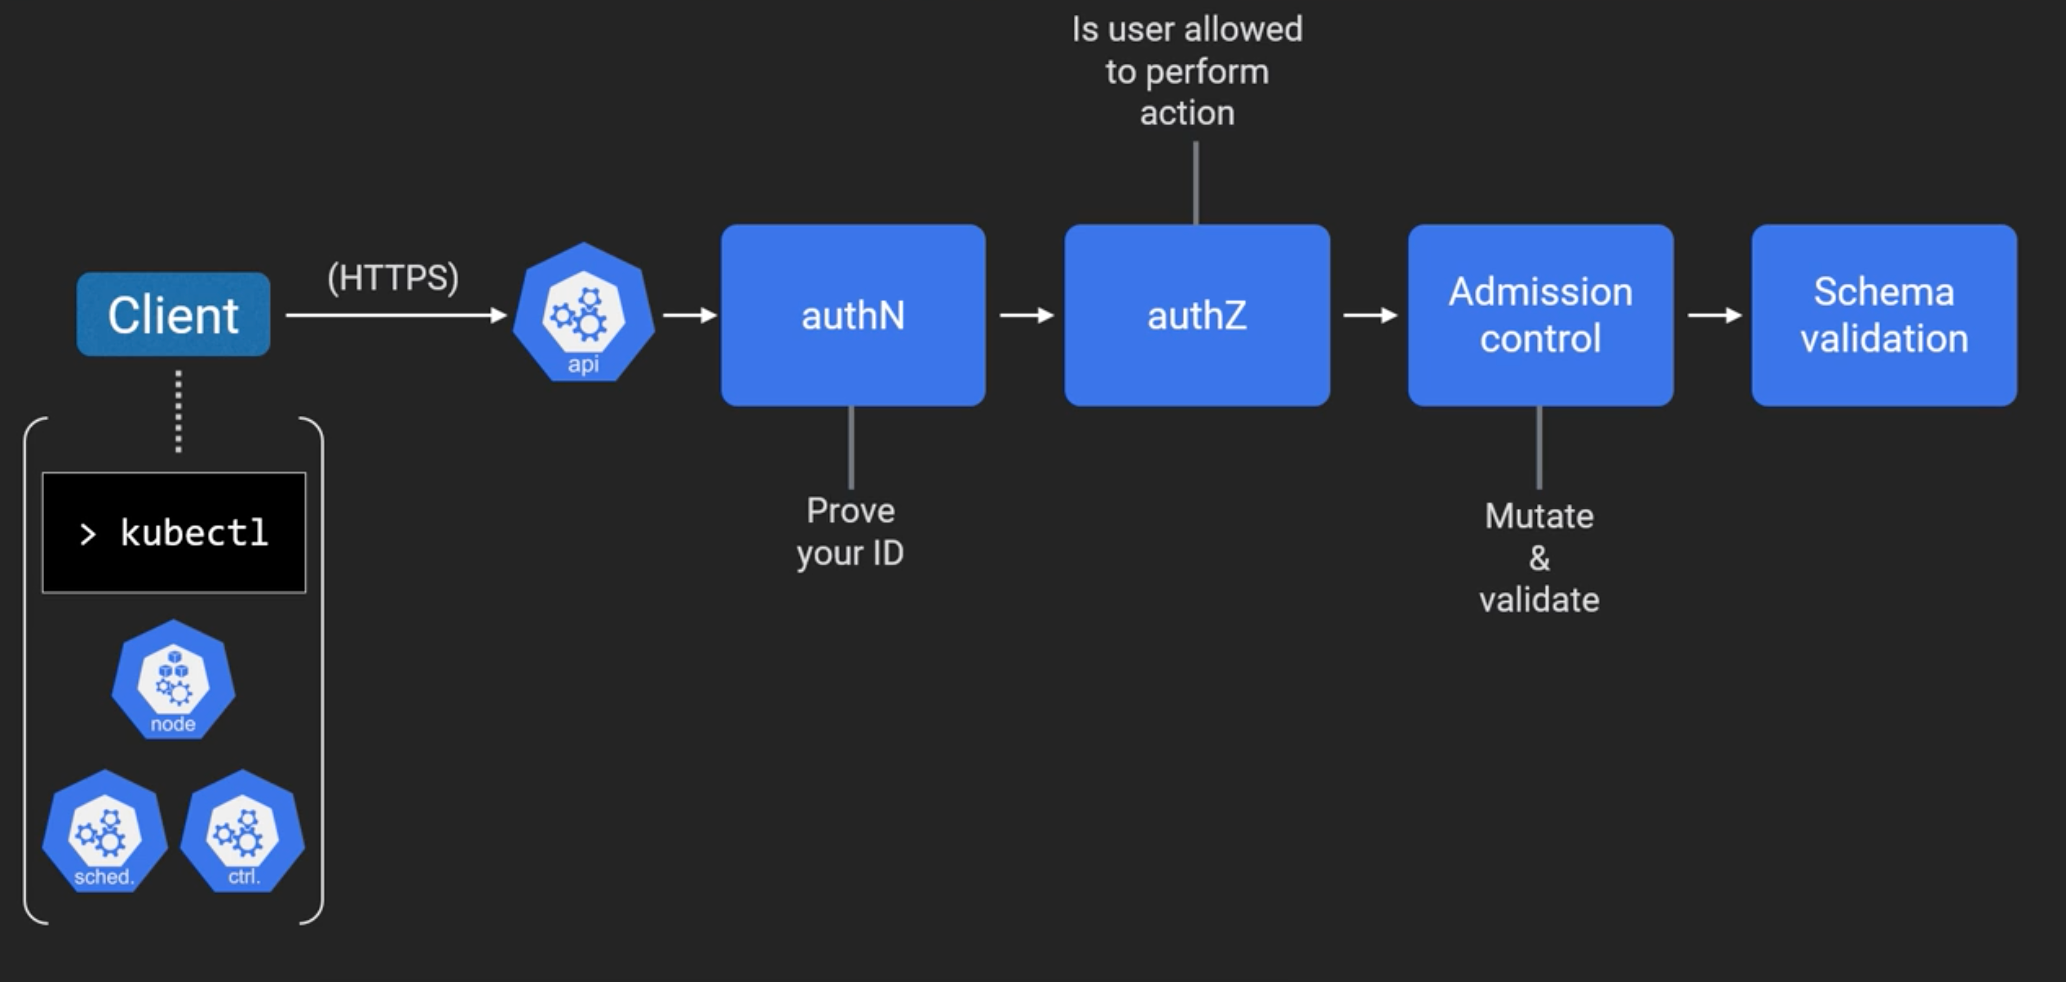 Is user allowed
to perform
action
(HTTPS)
Client
api
authN
authZ
Admission
control
Schema
validation
Prove
your ID
Mutate
&
validate
> kubectl
node
sched.
ctrl.